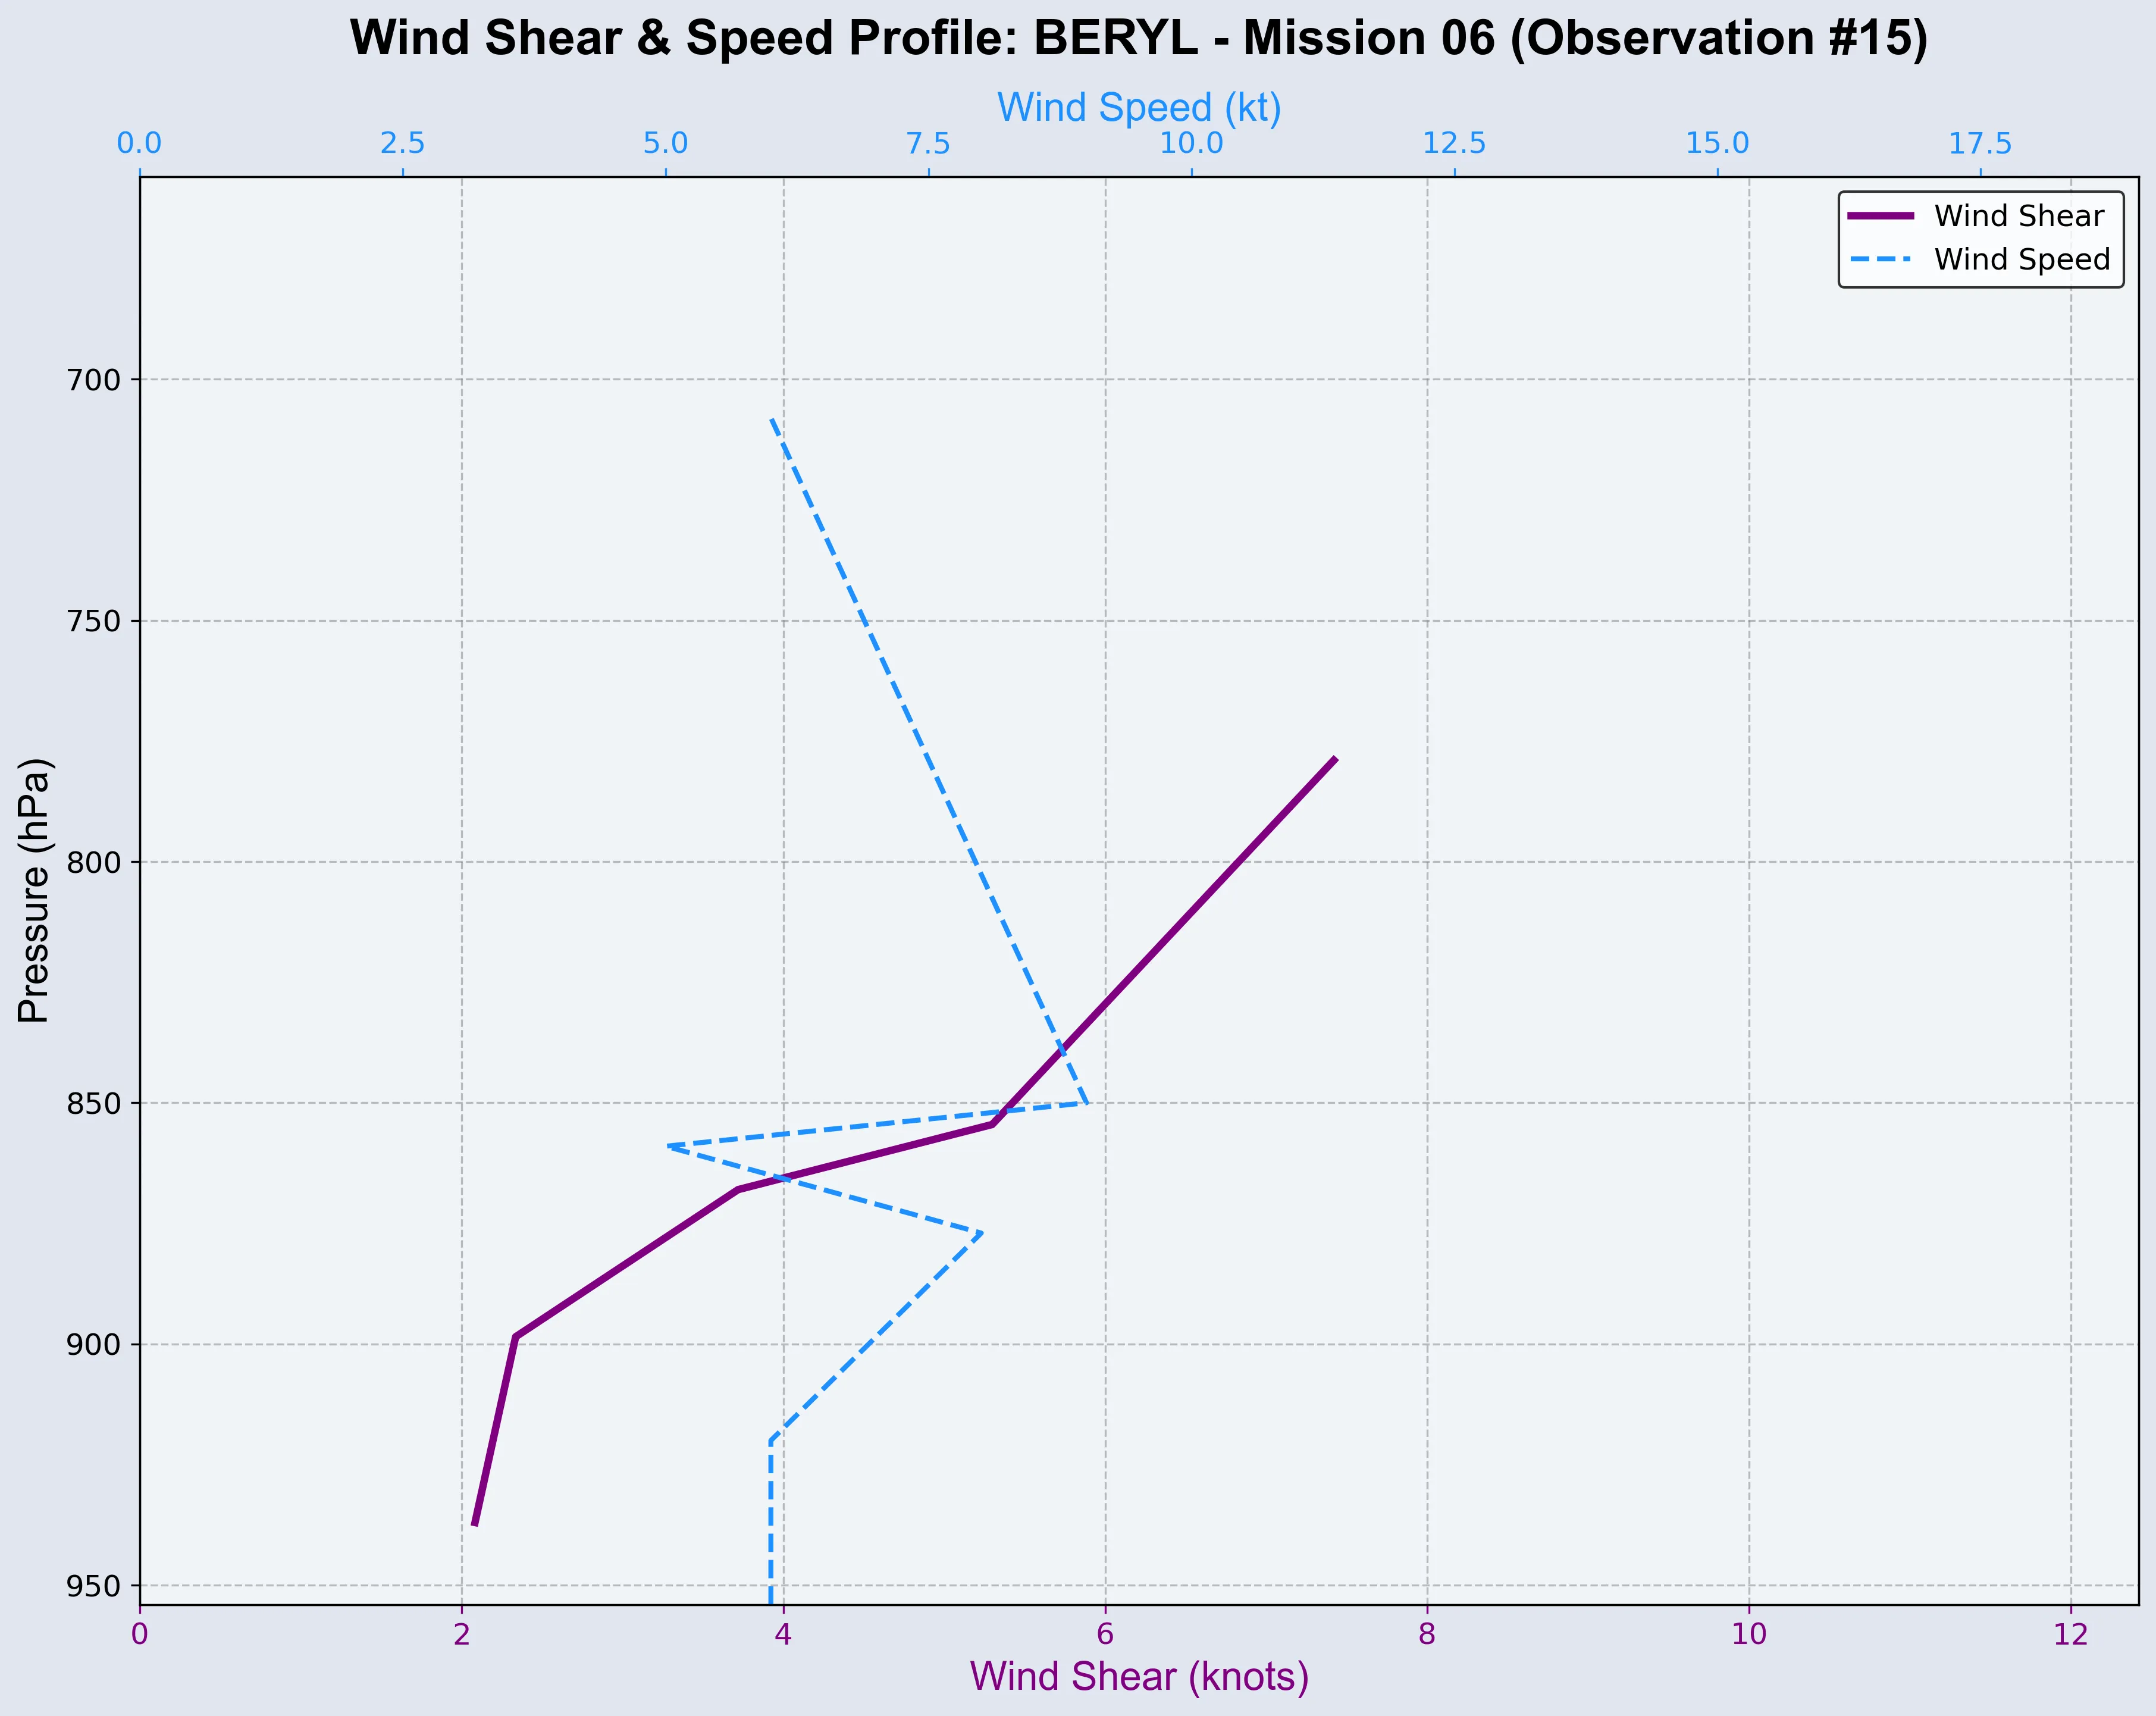 Wind Shear & Speed Profile: BERYL - Mission 06 (Observation #15)
Wind Speed (kt)
0.0 2.5 5.0 7.5 10.0 12.5 15.0 17.5
Wind Shear
Wind Speed
700
750
800
850
900
950
Pressure (hPa)
0 2 4 6 8 10 12
Wind Shear (knots)